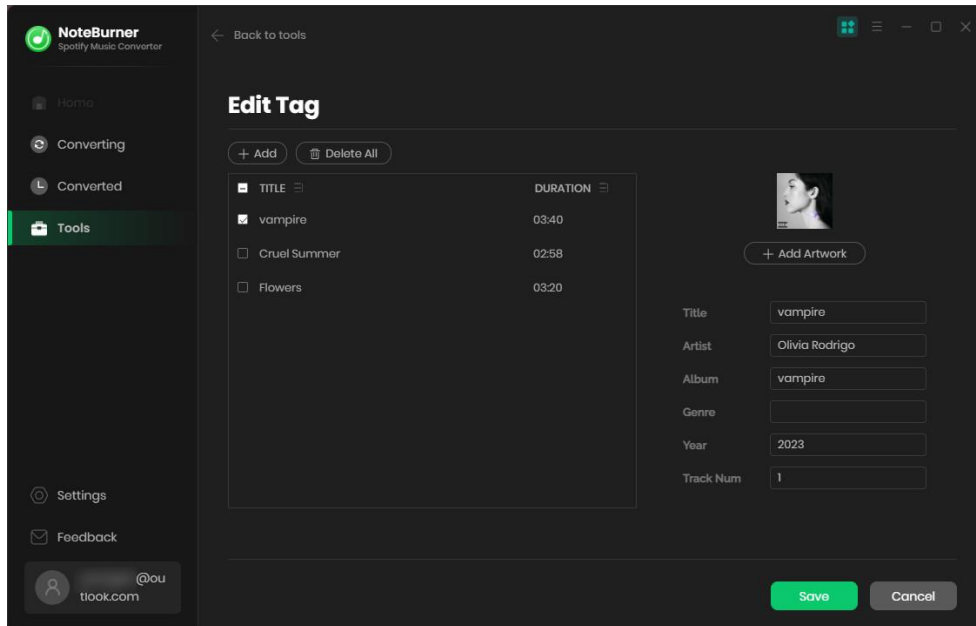 NoteBurner
Spotify Music Converter
Back to tools
Home
Converting
Converted
Tools
Settings
Feedback
@ou
tlook.com
Edit Tag
+ Add
Delete All
TITLE DURATION
vampire 03:40
Cruel Summer 02:58
Flowers 03:20
+ Add Artwork
Title vampire
Artist Olivia Rodrigo
Album vampire
Genre
Year 2023
Track Num 1
Save
Cancel